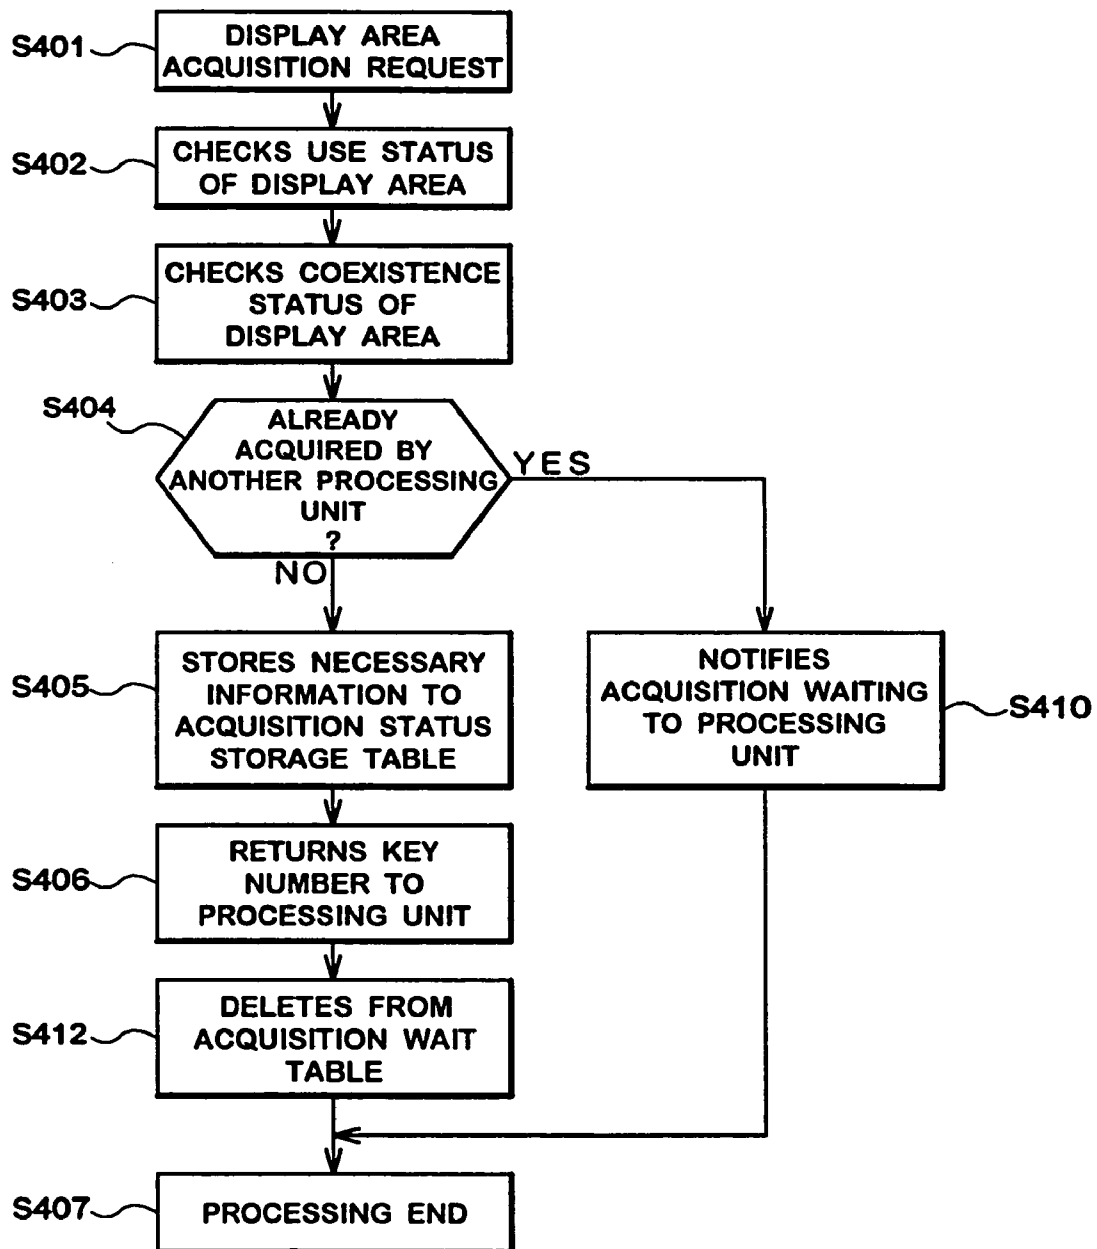 S401
DISPLAY AREA
ACQUISITION REQUEST
S402
CHECKS USE STATUS
OF DISPLAY AREA
S403
CHECKS COEXISTENCE
STATUS OF
DISPLAY AREA
S404
ALREADY
ACQUIRED BY
ANOTHER PROCESSING
UNIT
?
YES
NO
S405
STORES NECESSARY
INFORMATION TO
ACQUISITION STATUS
STORAGE TABLE
NOTIFIES
ACQUISITION WAITING
TO PROCESSING
UNIT
S410
S406
RETURNS KEY
NUMBER TO
PROCESSING UNIT
S412
DELETES FROM
ACQUISITION WAIT
TABLE
S407
PROCESSING END